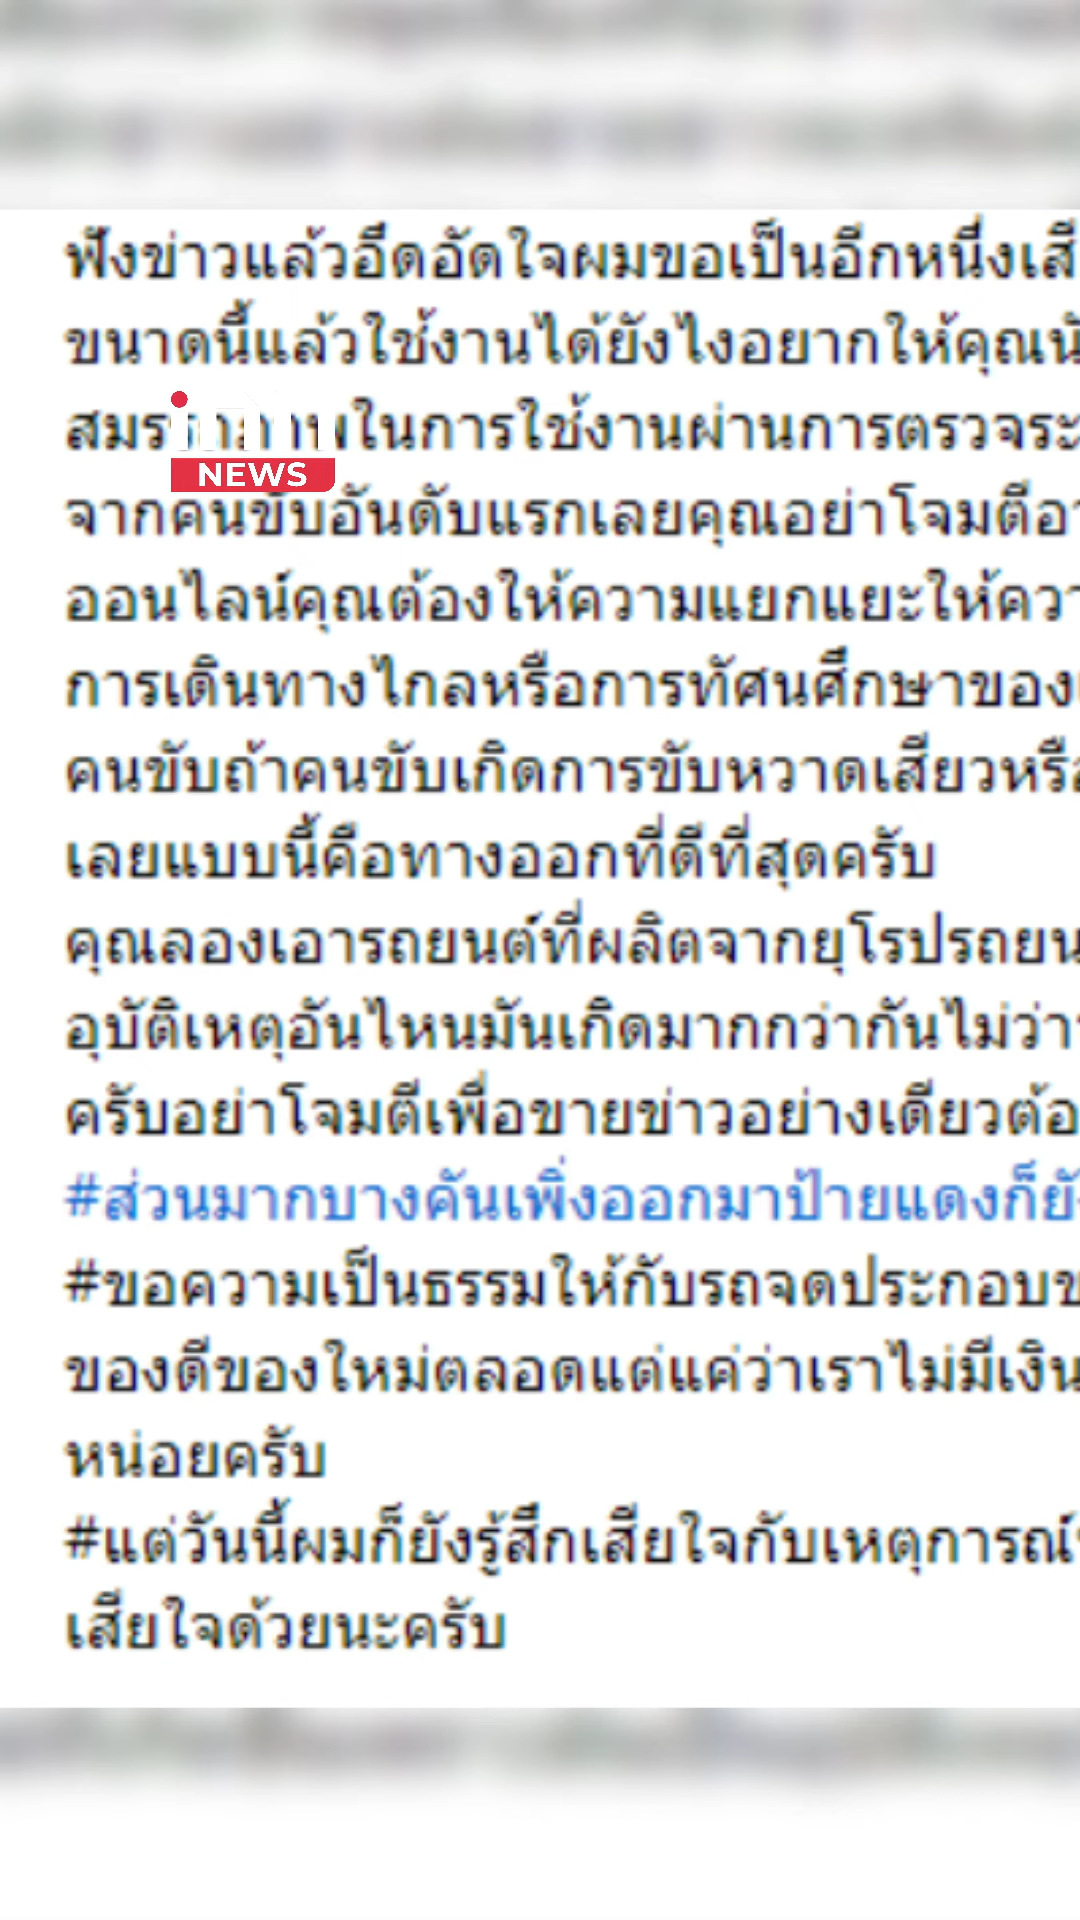 ฟังข่าวแล้วอึดอัดใจผมขอเป็นอีกหนึ่งเสี
ขนาดนี้แล้วใช้งานได้ยังไงอยากให้คุณนั
ในการใช้งานผ่านการตรวจระ
NEWS
จากคนขับอันดับแรกเลยคุณอย่าโจมตีอา
ออนไลน์คุณต้องให้ความแยกแยะให้ควา
การเดินทางไกลหรือการทัศนศึกษาของ
คนขับถ้าคนขับเกิดการขับหวาดเสียวหรือ
เลยแบบนี้คือทางออกที่ดีที่สุดครับ
คุณลองเอารถยนต์ที่ผลิตจากยุโรปรถยน
อุบัติเหตุอันไหนมันเกิดมากกว่ากันไม่ว่า
ครับอย่าโจมตีเพื่อขายข่าวอย่างเดียวต้อ
#ส่วนมากบางคันเพิ่งออกมาป้ายแดงก็ยั
#ขอความเป็นธรรมให้กับรถจดประกอบข
ของดีของใหม่ตลอดแต่แค่ว่าเราไม่มีเงิน
หน่อยครับ
#แต่วันนี้ผมก็ยังรู้สึกเสียใจกับเหตุการณ์
เสียใจด้วยนะครับ